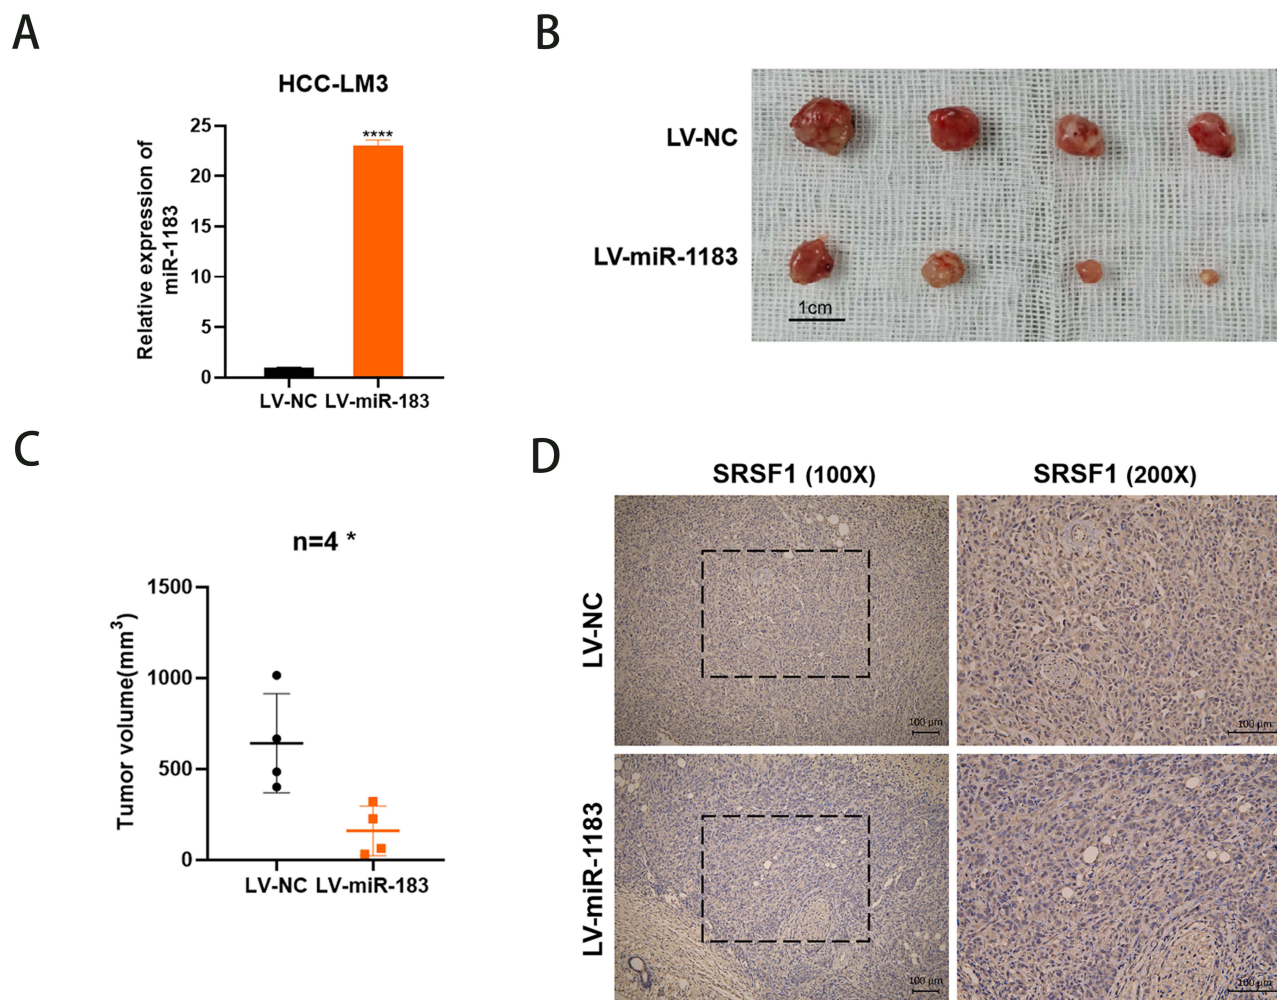 A
HCC-LM3
Relative expression of
miR-1183
25
20
15
10
5
0
****
LV-NC LV-miR-183
B
LV-NC
LV-miR-1183
1cm
C
n=4 *
Tumor volume(mm³)
1500
1000
500
0
LV-NC LV-miR-183
D
SRSF1 (100X)
SRSF1 (200X)
LV-NC
100 μm
100 μm
LV-miR-1183
100 μm
100 μm